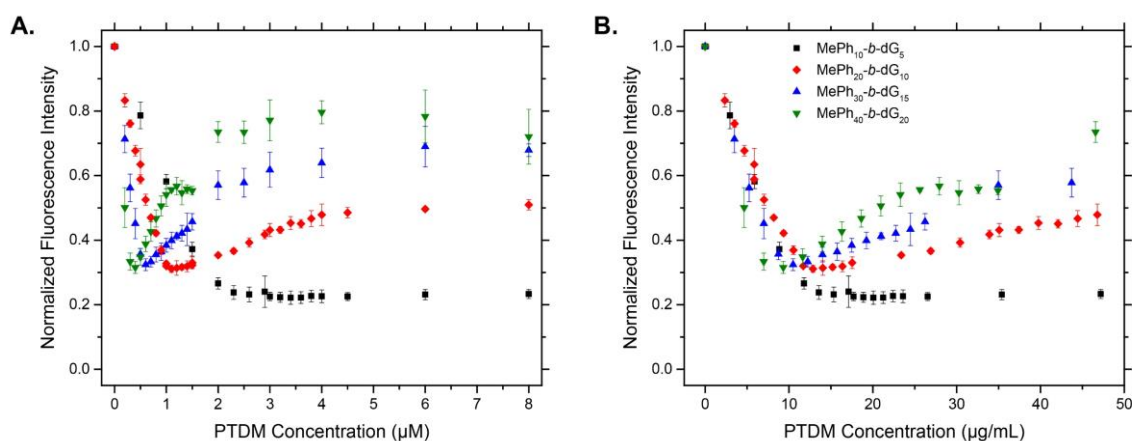 A.
Normalized Fluorescence Intensity
1.0
0.8
0.6
0.4
0.2
0.0
0 1 2 3 4 5 6 7 8
PTDM Concentration (µM)
B.
Normalized Fluorescence Intensity
1.0
0.8
0.6
0.4
0.2
0.0
MePh₁₀-b-dG₅
MePh₂₀-b-dG₁₀
MePh₃₀-b-dG₁₅
MePh₄₀-b-dG₂₀
0 10 20 30 40 50
PTDM Concentration (µg/mL)